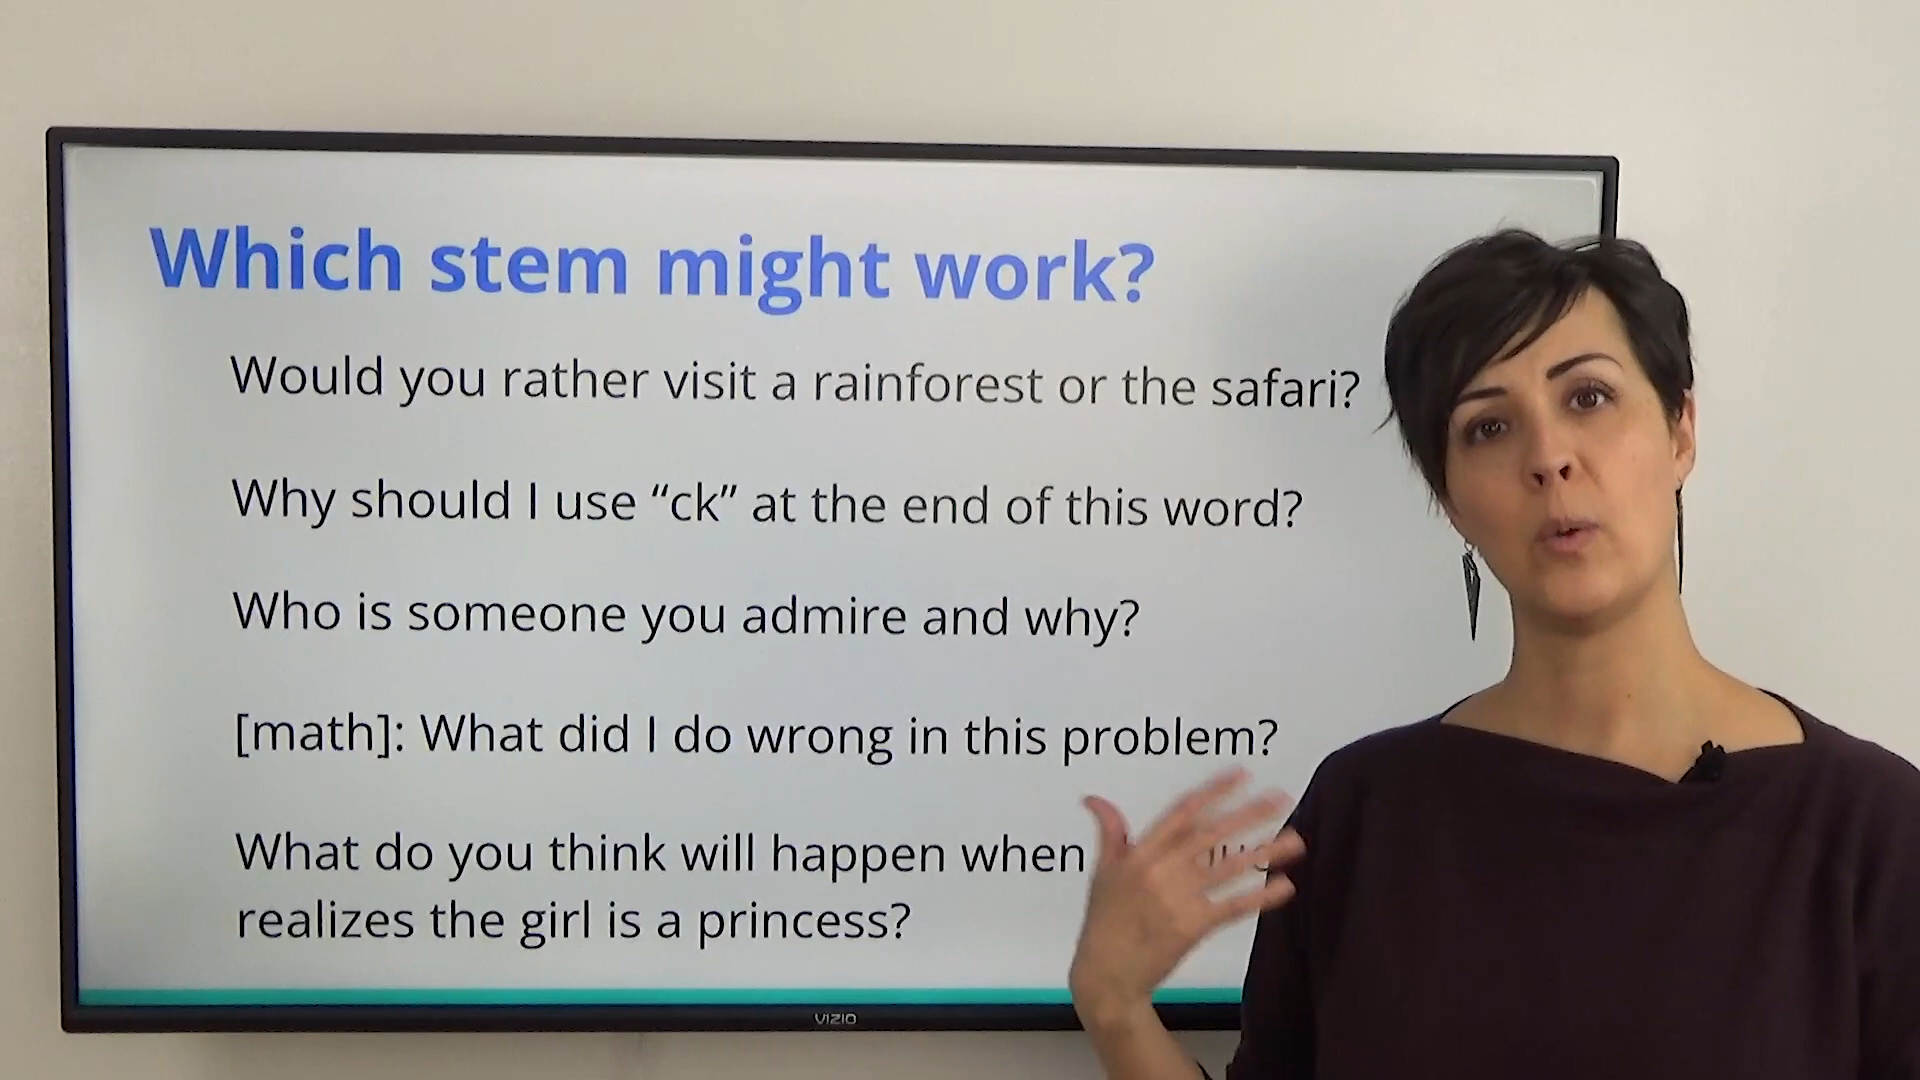 Which stem might work?
Would you rather visit a rainforest or the safari?
Why should I use “ck” at the end of this word?
Who is someone you admire and why?
[math]: What did I do wrong in this problem?
What do you think will happen when
realizes the girl is a princess?
VIZIO